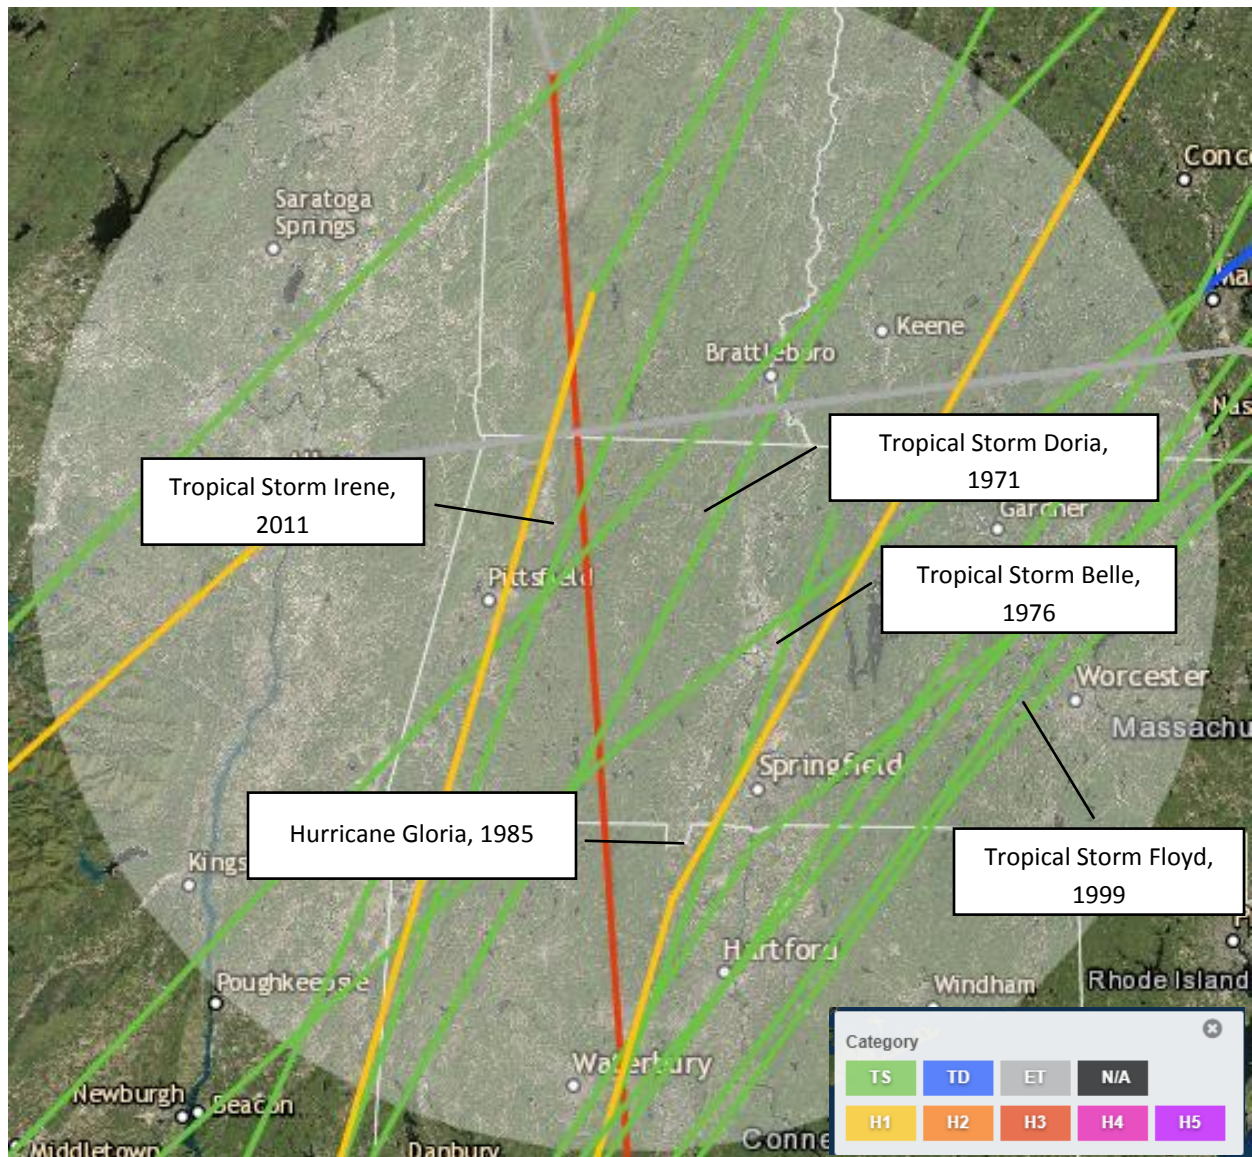 Saratoga
Springs
Conc
Ma
Keene
Brattleboro
Nas
Tropical Storm Doria,
1971
Tropical Storm Irene,
2011
Gardner
Tropical Storm Belle,
1976
Pittsfield
Worcester
Massachu
Springfield
Hurricane Gloria, 1985
Kings
Tropical Storm Floyd,
1999
Hartford
Poughkeepsie
Windham
Rhode Island
Category
TS TD ET N/A
H1 H2 H3 H4 H5
Waterbury
Newburgh
Beacon
Middletown
Danbury
Conne